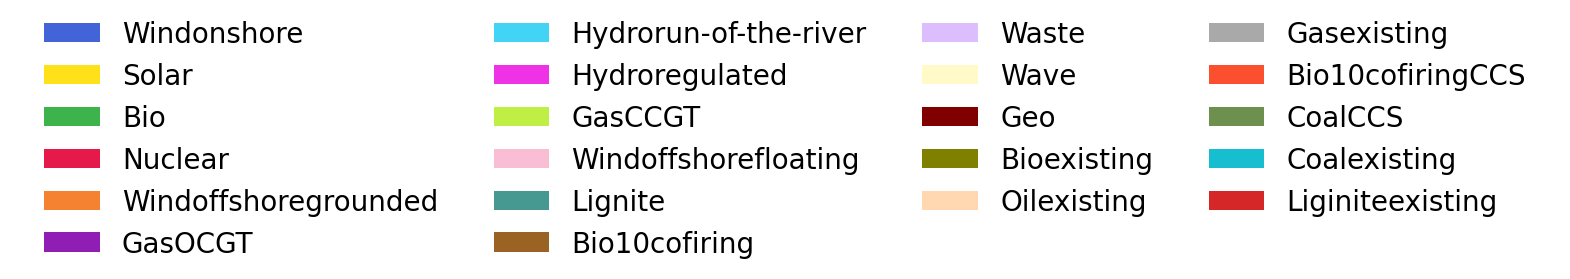 Windonshore
Solar
Bio
Nuclear
Windoffshoregrounded
GasOCGT
Hydrorun-of-the-river
Hydroregulated
GasCCGT
Windoffshorefloating
Lignite
Bio10cofiring
Waste
Wave
Geo
Bioexisting
Oilexisting
Gasexisting
Bio10cofiringCCS
CoalCCS
Coalexisting
Liginiteexisting